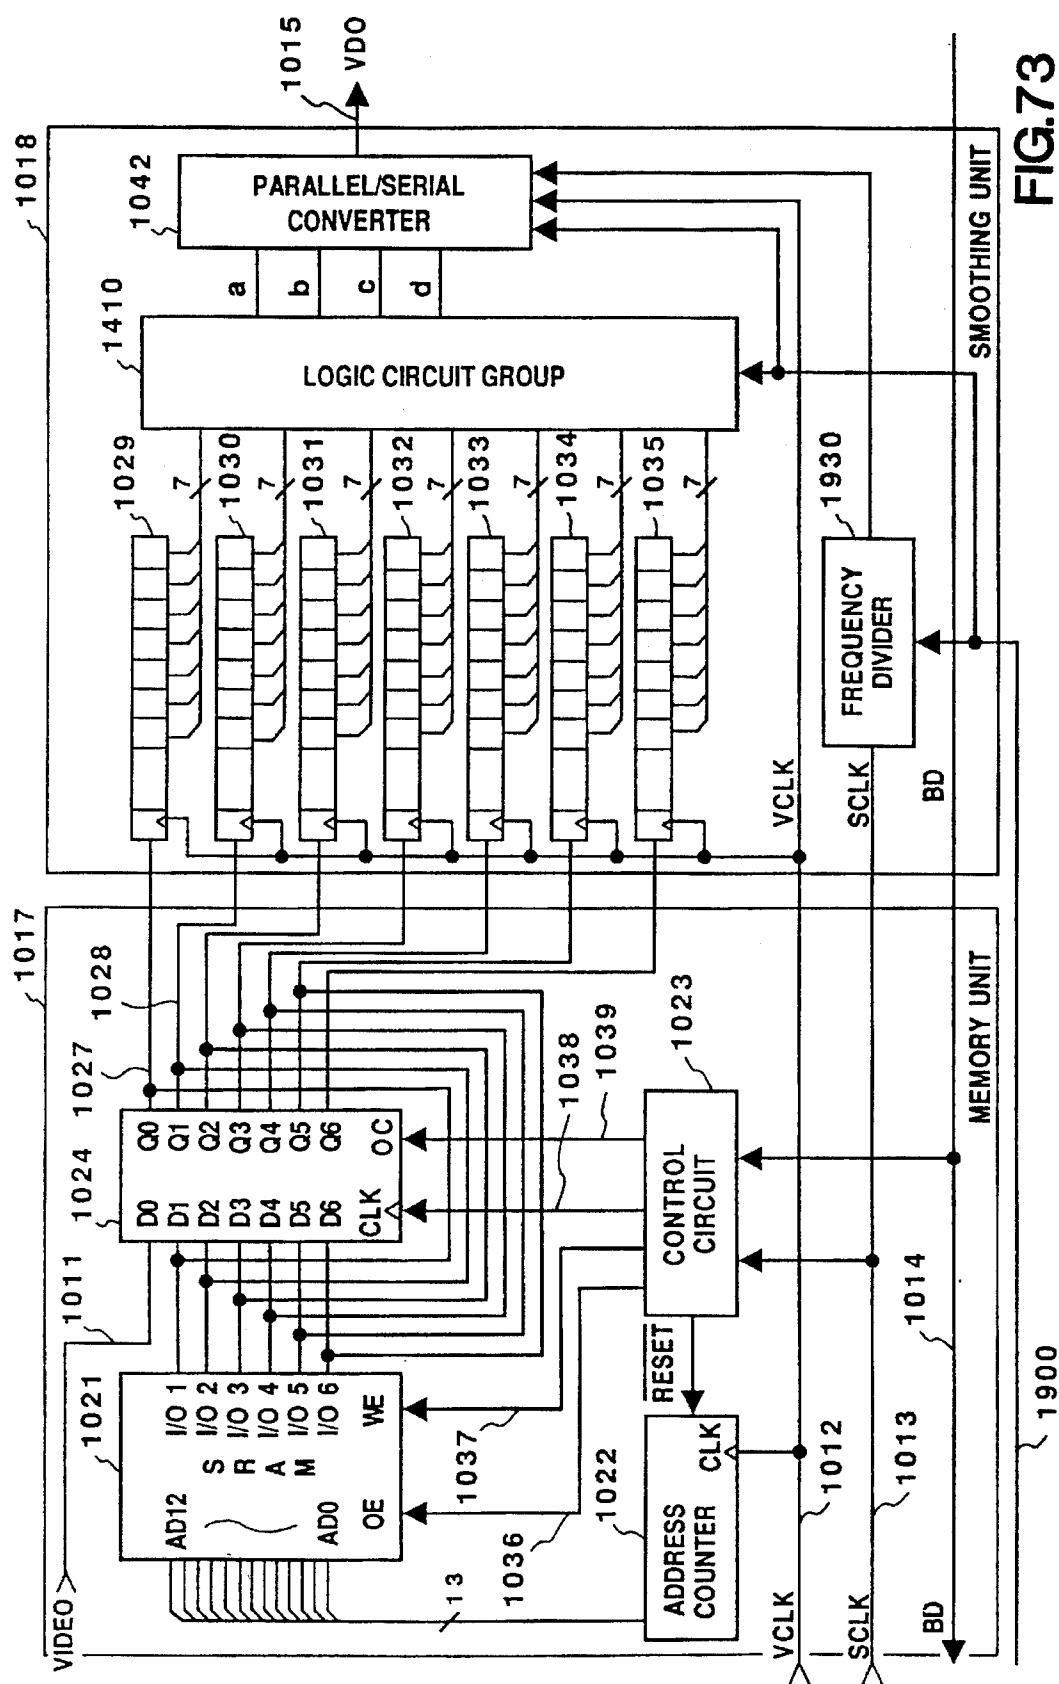 FIG.73
1017
1018
VIDEO
1011
1021
AD12
AD0
S
R
A
M
I/O 1
I/O 2
I/O 3
I/O 4
I/O 5
I/O 6
OE
WE
1024
D0
D1
D2
D3
D4
D5
D6
CLK
Q0
Q1
Q2
Q3
Q4
Q5
Q6
OC
1027
1028
1029
1030
1031
1032
1033
1034
1035
7
7
7
7
7
7
7
1410
LOGIC CIRCUIT GROUP
a
b
c
d
1042
PARALLEL/SERIAL
CONVERTER
1015
VDO
13
1036
1037
1038
1039
1022
ADDRESS
COUNTER
CLK
RESET
1023
CONTROL
CIRCUIT
VCLK
1012
VCLK
SCLK
1013
SCLK
1930
FREQUENCY
DIVIDER
BD
1014
BD
MEMORY UNIT
SMOOTHING UNIT
1900